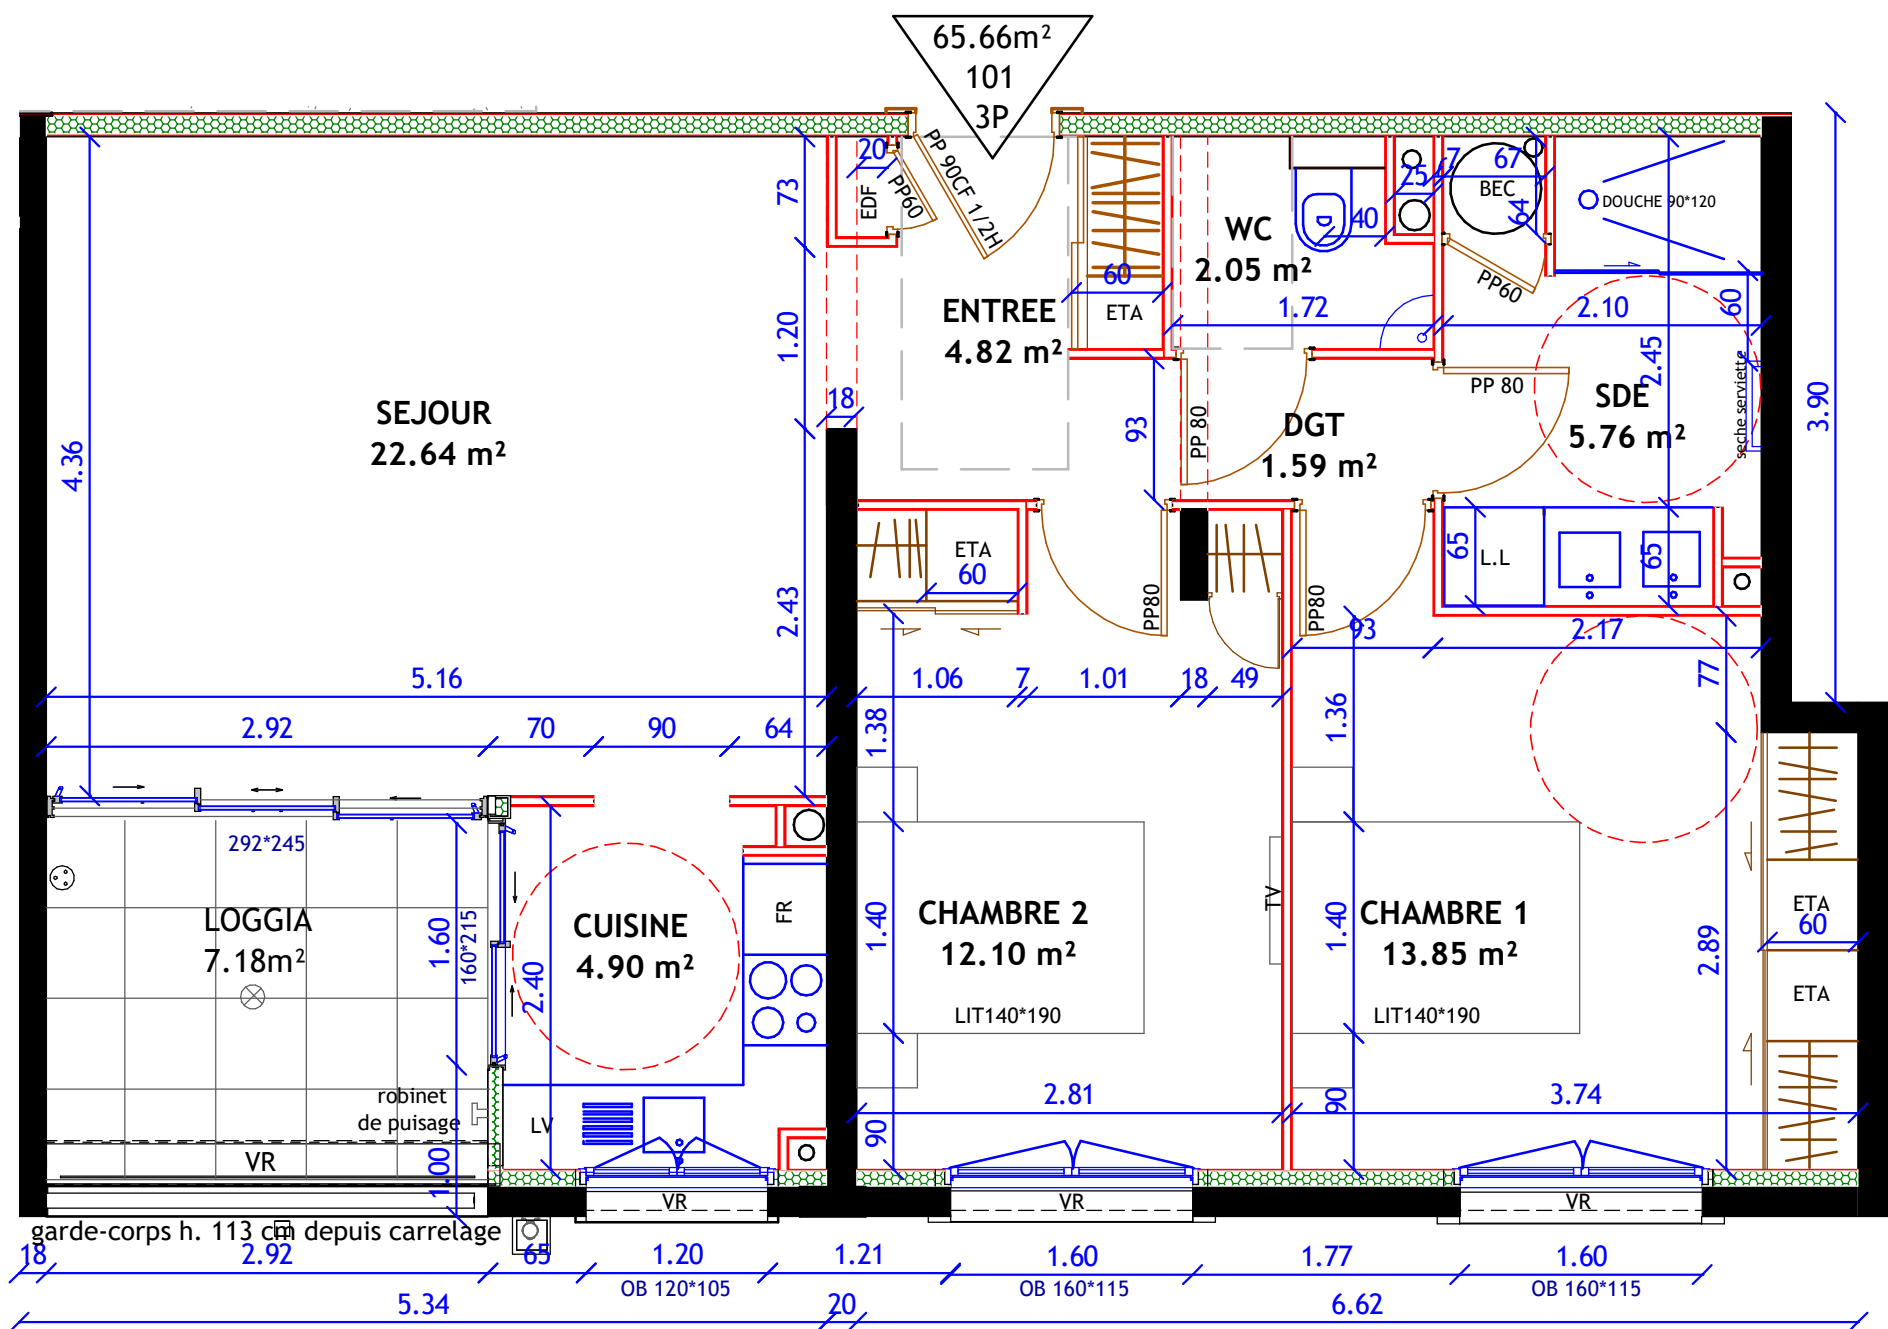 65.66m²
101
3P
20
PP 90CF 1/2H
PP60
EDF
73
WC
2.05 m²
40
25
7
67
BEC
64
DOUCHE 90*120
PP60
60
ETA
1.72
2.10
60
ENTREE
4.82 m²
1.20
2.45
seche serviette
3.90
SEJOUR
22.64 m²
4.36
18
93
PP 80
DGT
1.59 m²
PP 80
SDE
5.76 m²
ETA
60
PP80
PP80
65
L.L
65
2.43
93
2.17
77
5.16
1.06
7
1.01
18
49
1.38
1.36
2.92
70
90
64
292*245
LOGGIA
7.18m²
1.60
160*215
2.40
CUISINE
4.90 m²
FR
1.40
CHAMBRE 2
12.10 m²
LIT140*190
TV
1.40
CHAMBRE 1
13.85 m²
LIT140*190
2.89
ETA
60
ETA
robinet
de puisage
LV
2.81
3.74
90
90
VR
1.00
VR
VR
VR
garde-corps h. 113 cm depuis carrelage
18
2.92
65
1.20
1.21
1.60
1.77
1.60
OB 120*105
OB 160*115
OB 160*115
5.34
20
6.62